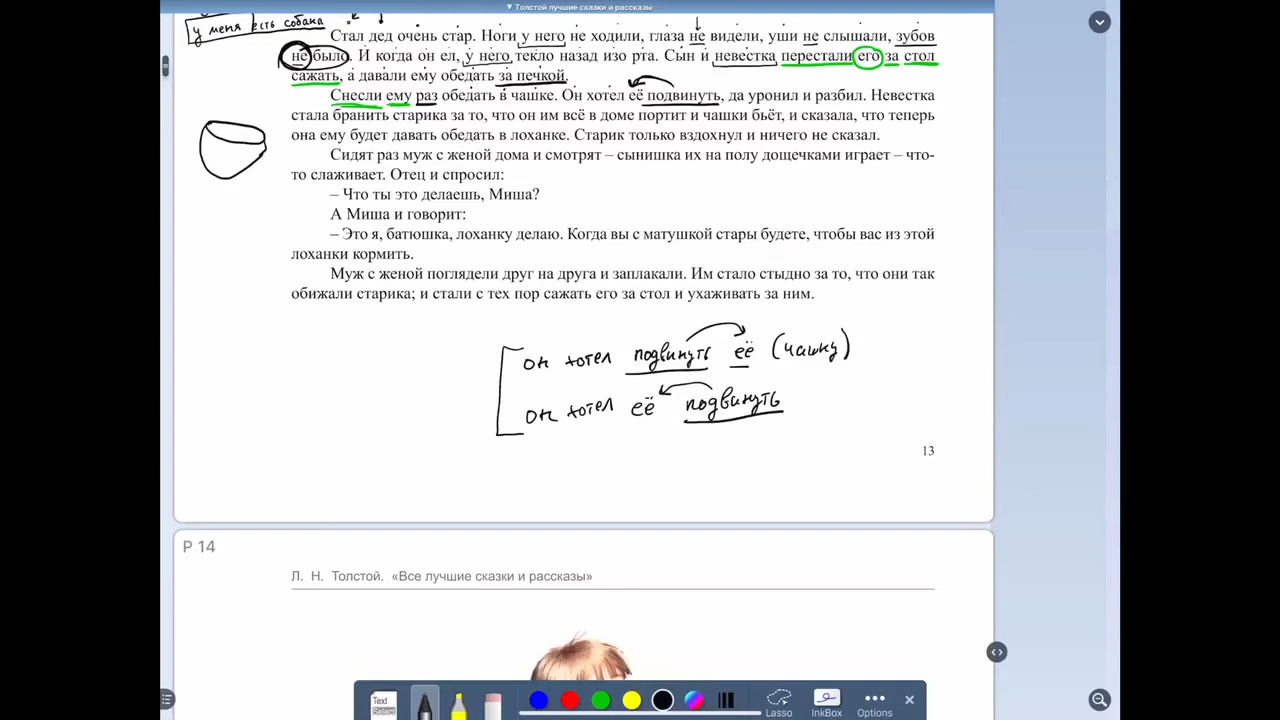 ▼ Толстой лучшие сказки и рассказы
у меня есть собака
Стал дед очень стар. Ноги у него не ходили, глаза не видели, уши не слышали, зубов
не было. И когда он ел, у него текло назад изо рта. Сын и невестка перестали его за стол
сажать, а давали ему обедать за печкой.
Снесли ему раз обедать в чашке. Он хотел её подвинуть, да уронил и разбил. Невестка
стала бранить старика за то, что он им всё в доме портит и чашки бьёт, и сказала, что теперь
она ему будет давать обедать в лоханке. Старик только вздохнул и ничего не сказал.
Сидят раз муж с женой дома и смотрят – сынишка их на полу дощечками играет – что-
то слаживает. Отец и спросил:
– Что ты это делаешь, Миша?
А Миша и говорит:
– Это я, батюшка, лоханку делаю. Когда вы с матушкой стары будете, чтобы вас из этой
лоханки кормить.
Муж с женой поглядели друг на друга и заплакали. Им стало стыдно за то, что они так
обижали старика; и стали с тех пор сажать его за стол и ухаживать за ним.
он хотел подвинуть её (чашку)
он хотел её подвинуть
13
P 14
Л. Н. Толстой. «Все лучшие сказки и рассказы»
Text
Select
Lasso
InkBox
Options